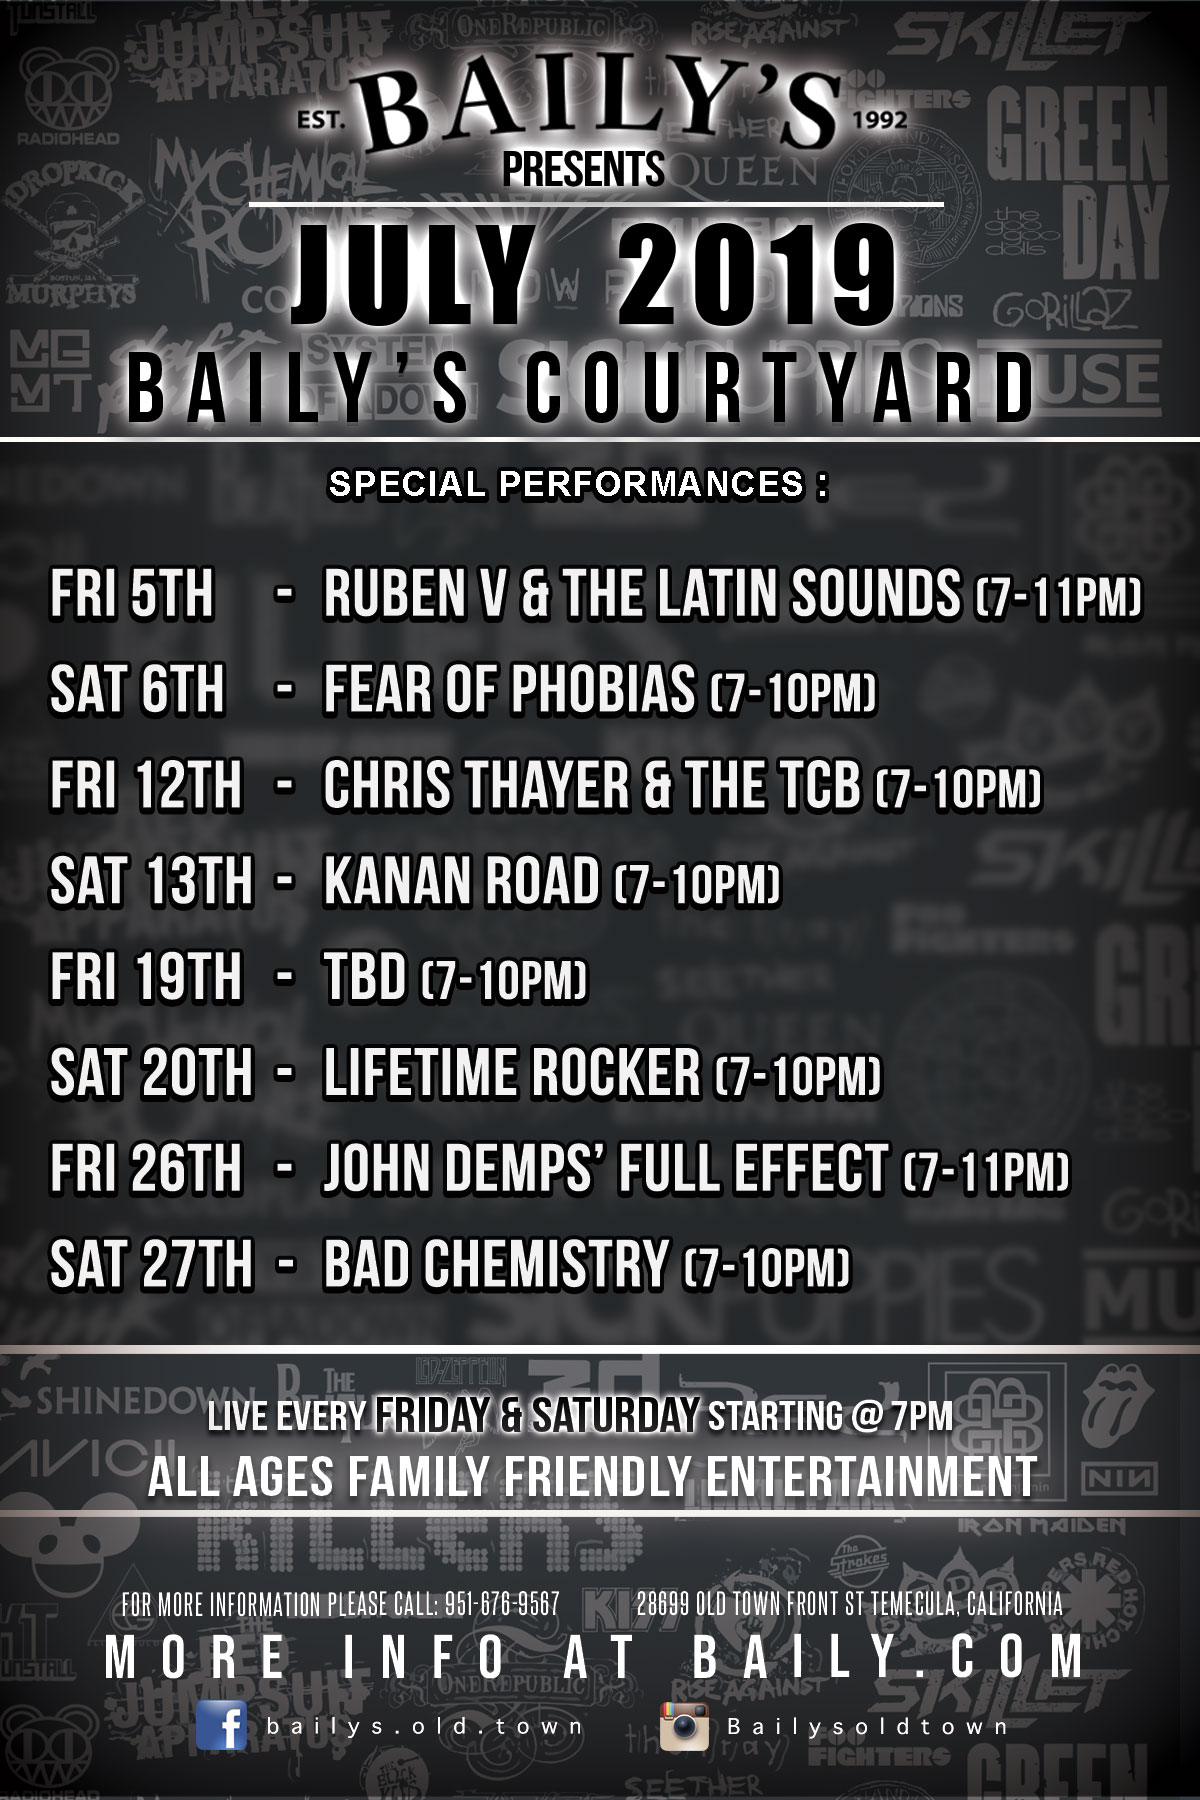 EST. BAILY'S 1992
PRESENTS
JULY 2019
BAILY'S COURTYARD
SPECIAL PERFORMANCES :
FRI 5TH - RUBEN V & THE LATIN SOUNDS (7-11PM)
SAT 6TH - FEAR OF PHOBIAS (7-10PM)
FRI 12TH - CHRIS THAYER & THE TCB (7-10PM)
SAT 13TH - KANAN ROAD (7-10PM)
FRI 19TH - TBD (7-10PM)
SAT 20TH - LIFETIME ROCKER (7-10PM)
FRI 26TH - JOHN DEMPS' FULL EFFECT (7-11PM)
SAT 27TH - BAD CHEMISTRY (7-10PM)
LIVE EVERY FRIDAY & SATURDAY STARTING @ 7PM
ALL AGES FAMILY FRIENDLY ENTERTAINMENT
FOR MORE INFORMATION PLEASE CALL: 951-676-9567 28699 OLD TOWN FRONT ST TEMECULA, CALIFORNIA
MORE INFO AT BAILY.COM
bailys.old.town Bailysoldtown